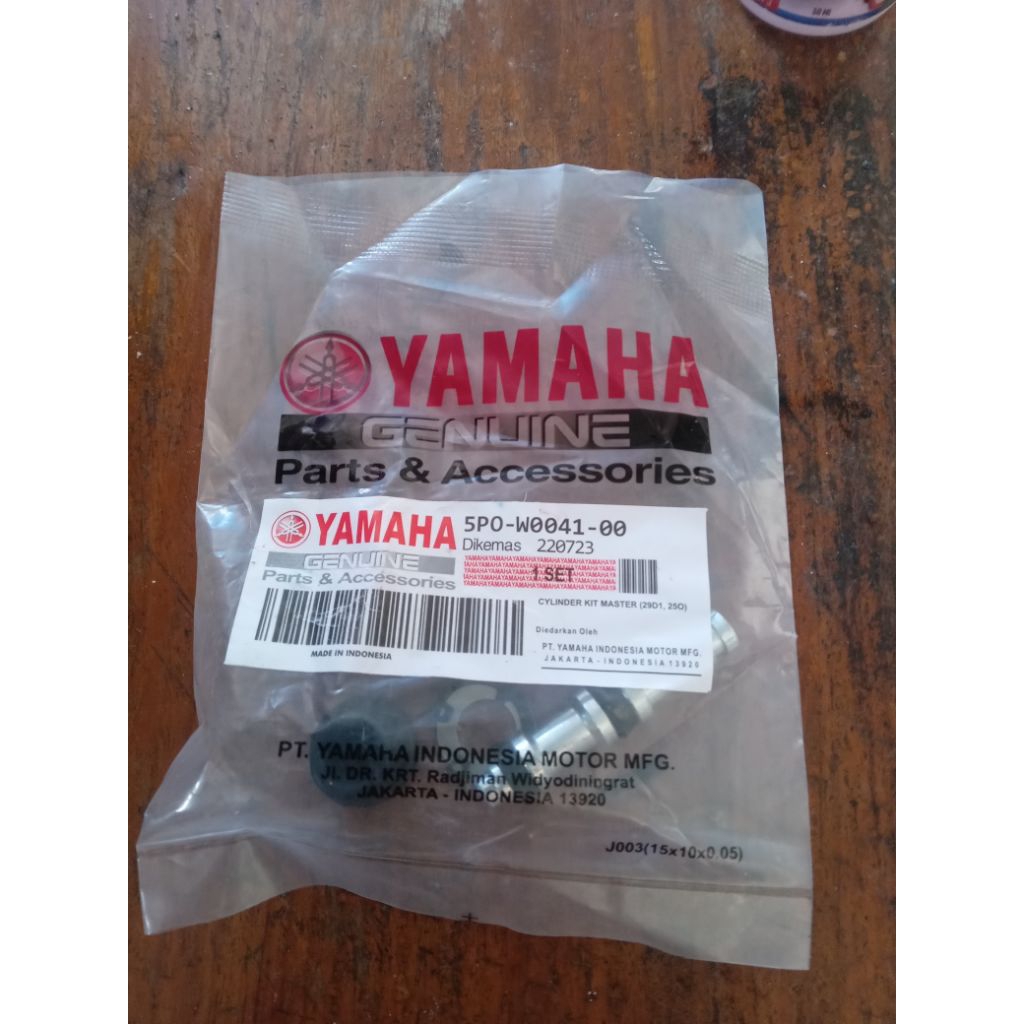 YAMAHA
GENUINE
Parts & Accessories
YAMAHA 5PO-W0041-00
GENUINE Dikemas 220723
Parts & Accessories
1 SET
CYLINDER KIT MASTER (29D1, 25O)
Diedarkan Oleh
PT. YAMAHA INDONESIA MOTOR MFG.
JAKARTA - INDONESIA 13920
MADE IN INDONESIA
PT. YAMAHA INDONESIA MOTOR MFG.
Jl. DR. KRT. Radjiman Widyodiningrat
JAKARTA - INDONESIA 13920
J003(15x10x0.05)